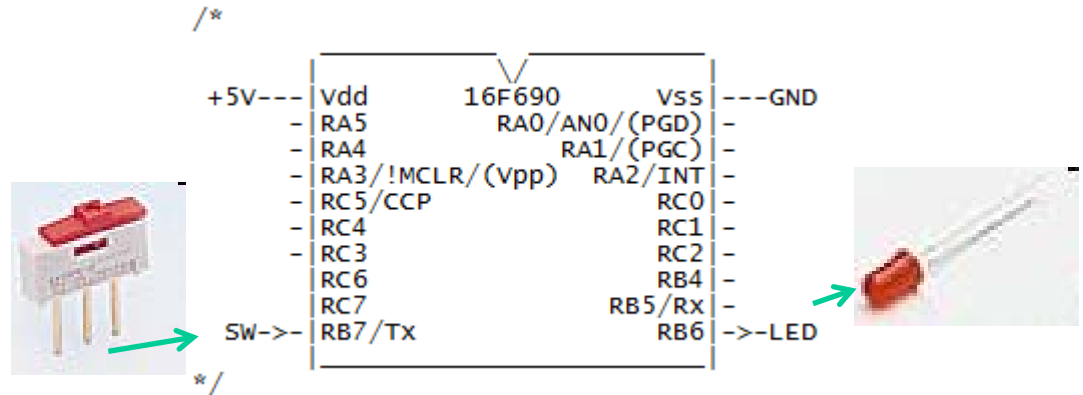 /*
+5V---|Vdd 16F690 Vss|---GND
-|RA5 RA0/AN0/(PGD)|-
-|RA4 RA1/(PGC)|-
-|RA3/!MCLR/(Vpp) RA2/INT|-
-|RC5/CCP RC0|-
-|RC4 RC1|-
-|RC3 RC2|-
|RC6 RB4|-
|RC7 RB5/Rx|-
SW->-|RB7/Tx RB6|->-LED
*/